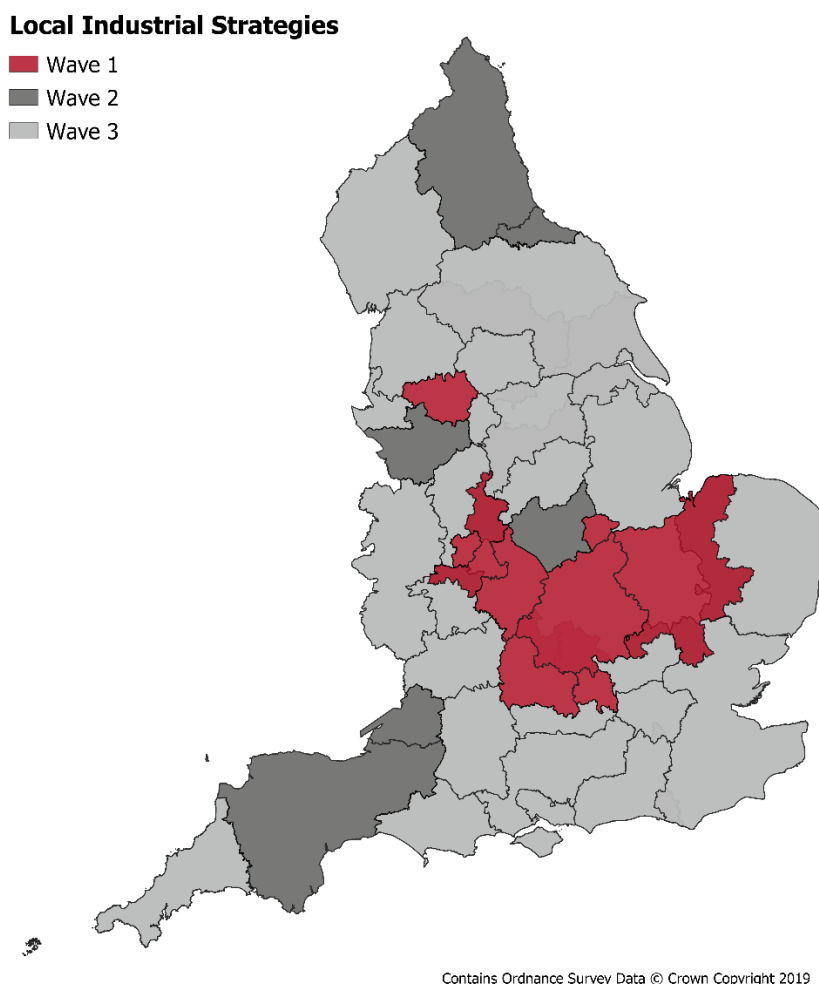 Local Industrial Strategies
Wave 1
Wave 2
Wave 3
Contains Ordnance Survey Data © Crown Copyright 2019